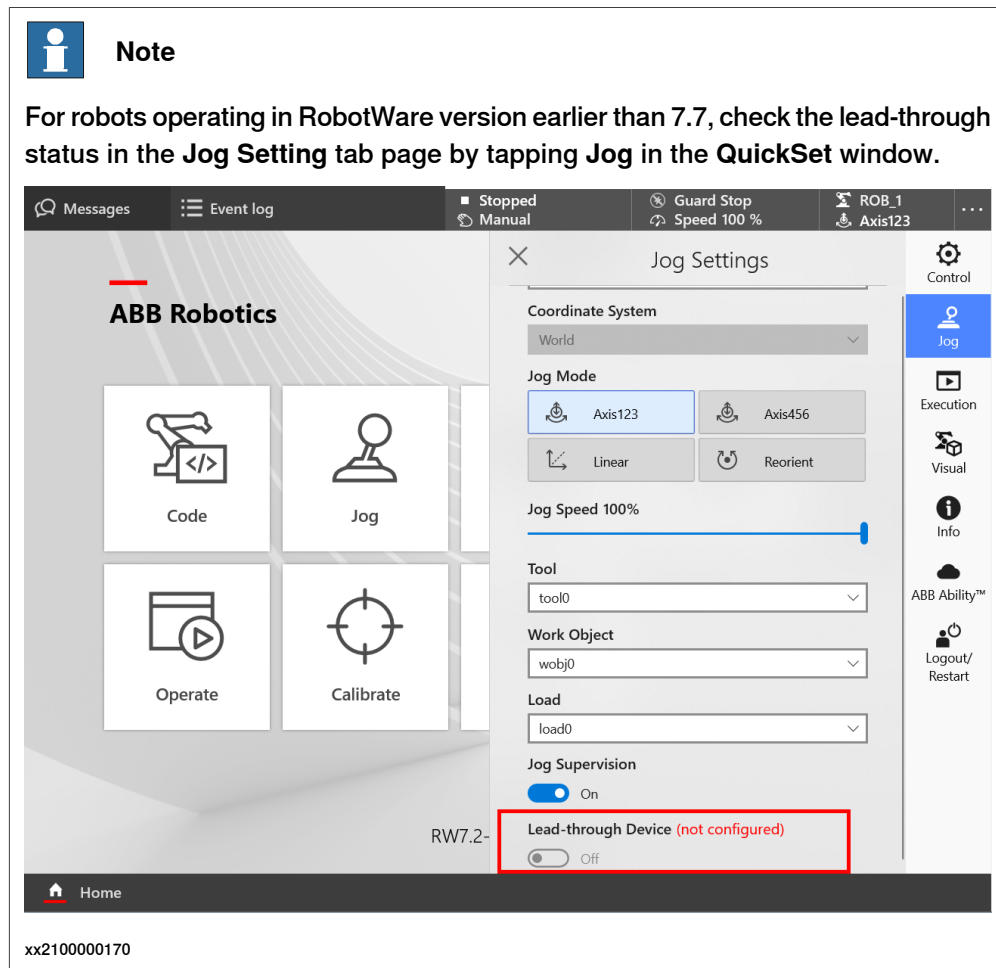 Note
For robots operating in RobotWare version earlier than 7.7, check the lead-through
status in the Jog Setting tab page by tapping Jog in the QuickSet window.
Messages
Event log
Stopped
Manual
Guard Stop
Speed 100 %
ROB_1
Axis123
...
ABB Robotics
Code
Jog
Operate
Calibrate
RW7.2-
Jog Settings
Coordinate System
World
Jog Mode
Axis123
Axis456
Linear
Reorient
Jog Speed 100%
Tool
tool0
Work Object
wobj0
Load
load0
Jog Supervision
On
Lead-through Device (not configured)
Off
Control
Jog
Execution
Visual
Info
ABB Ability™
Logout/
Restart
Home
xx2100000170